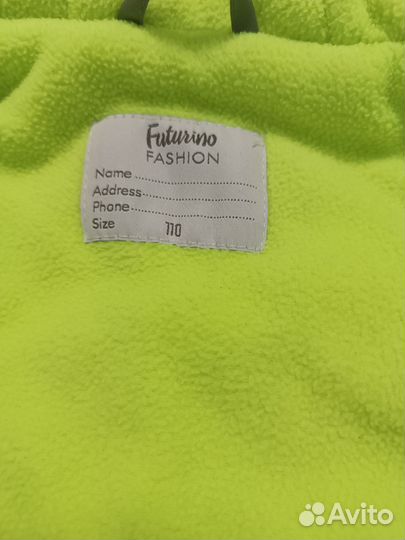 Futurino
FASHION
Name
Address
Phone
Size 110
Avito